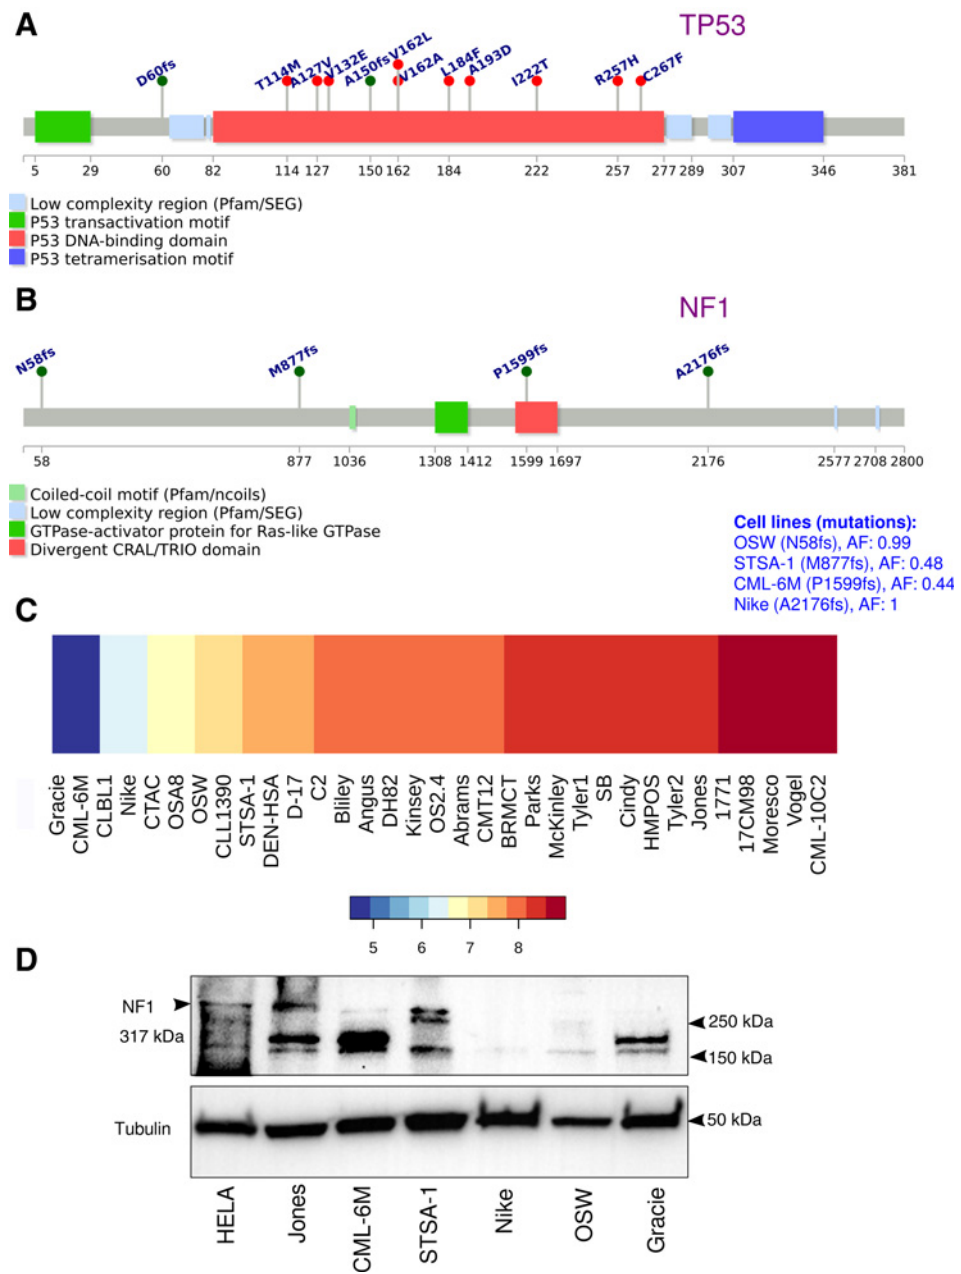 A
TP53
D60fs
T114M
A127V
V132E
A150fs
V162L
V162A
L184F
A193D
I222T
R257H
C267F
5 29 60 82 114 127 150 162 184 222 257 277 289 307 346 381
Low complexity region (Pfam/SEG)
P53 transactivation motif
P53 DNA-binding domain
P53 tetramerisation motif
B
NF1
N58fs
M877fs
P1599fs
A2176fs
58 877 1036 1308 1412 1599 1697 2176 2577 2708 2800
Coiled-coil motif (Pfam/ncoils)
Low complexity region (Pfam/SEG)
GTPase-activator protein for Ras-like GTPase
Divergent CRAL/TRIO domain
Cell lines (mutations):
OSW (N58fs), AF: 0.99
STSA-1 (M877fs), AF: 0.48
CML-6M (P1599fs), AF: 0.44
Nike (A2176fs), AF: 1
C
Gracie
CML-6M
CLBL1
Nike
CTAC
OSA8
OSW
CLL1390
STSA-1
DEN-HSA
D-17
C2
Bliley
Angus
DH82
Kinsey
OS2.4
Abrams
CMT12
BRMCT
Parks
McKinley
Tyler1
SB
Cindy
HMPOS
Tyler2
Jones
1771
17CM98
Moresco
Vogel
CML-10C2
5 6 7 8
D
NF1
317 kDa
250 kDa
150 kDa
Tubulin
50 kDa
HELA
Jones
CML-6M
STSA-1
Nike
OSW
Gracie